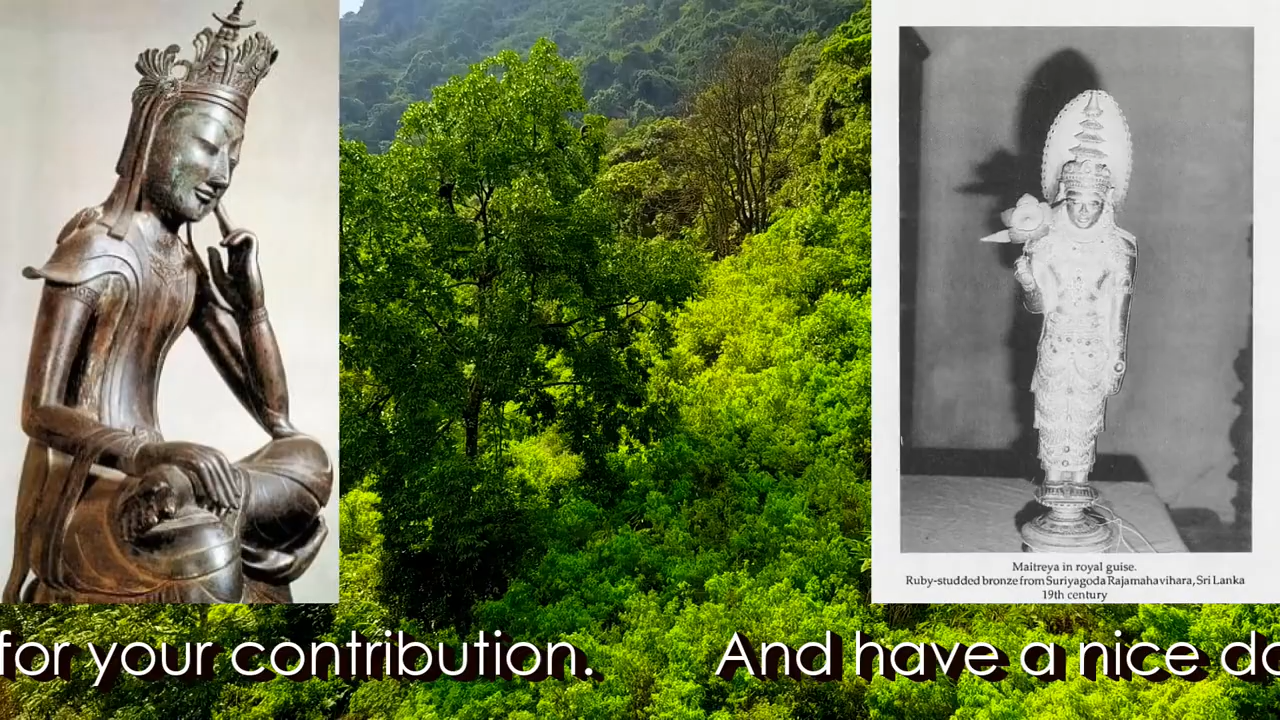 Maitreya in royal guise.
Ruby-studded bronze from Suriyagoda Rajamahavihara, Sri Lanka
19th century
for your contribution. And have a nice